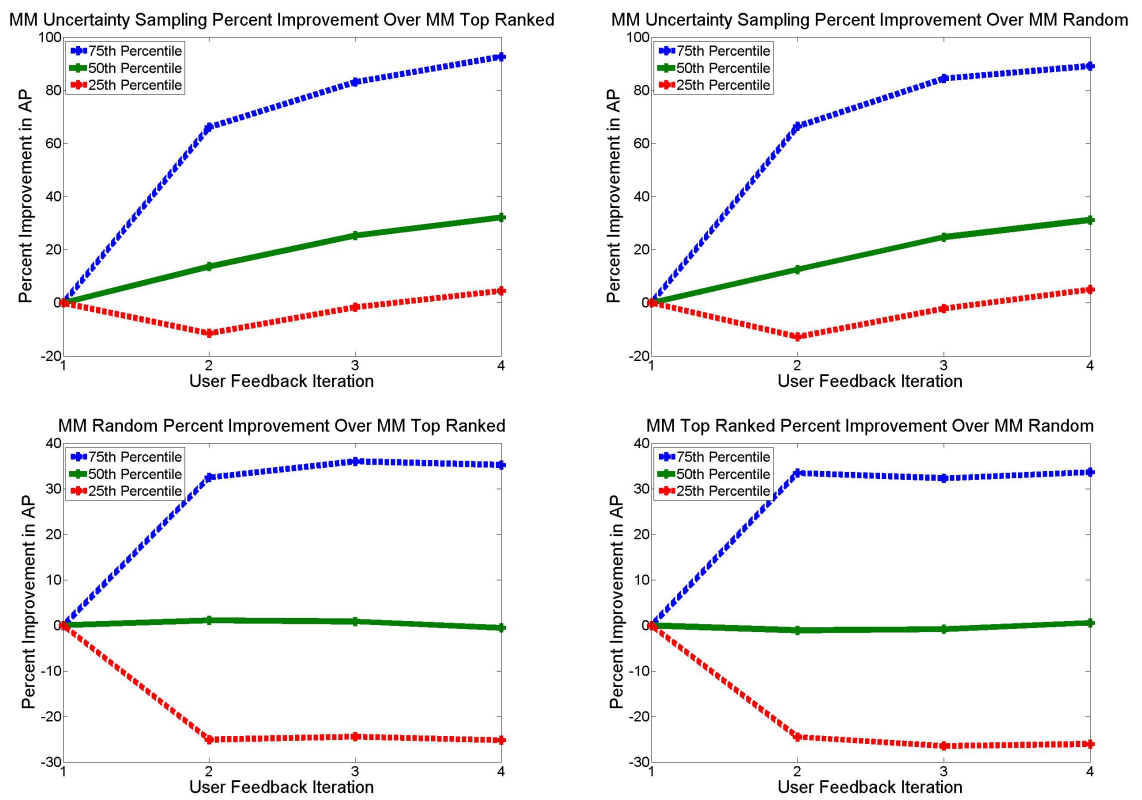 MM Uncertainty Sampling Percent Improvement Over MM Top Ranked
100
80
60
40
20
0
-20
Percent Improvement in AP
75th Percentile
50th Percentile
25th Percentile
1 2 3 4
User Feedback Iteration
MM Uncertainty Sampling Percent Improvement Over MM Random
100
80
60
40
20
0
-20
Percent Improvement in AP
75th Percentile
50th Percentile
25th Percentile
1 2 3 4
User Feedback Iteration
MM Random Percent Improvement Over MM Top Ranked
40
30
20
10
0
-10
-20
-30
Percent Improvement in AP
75th Percentile
50th Percentile
25th Percentile
1 2 3 4
User Feedback Iteration
MM Top Ranked Percent Improvement Over MM Random
40
30
20
10
0
-10
-20
-30
Percent Improvement in AP
75th Percentile
50th Percentile
25th Percentile
1 2 3 4
User Feedback Iteration